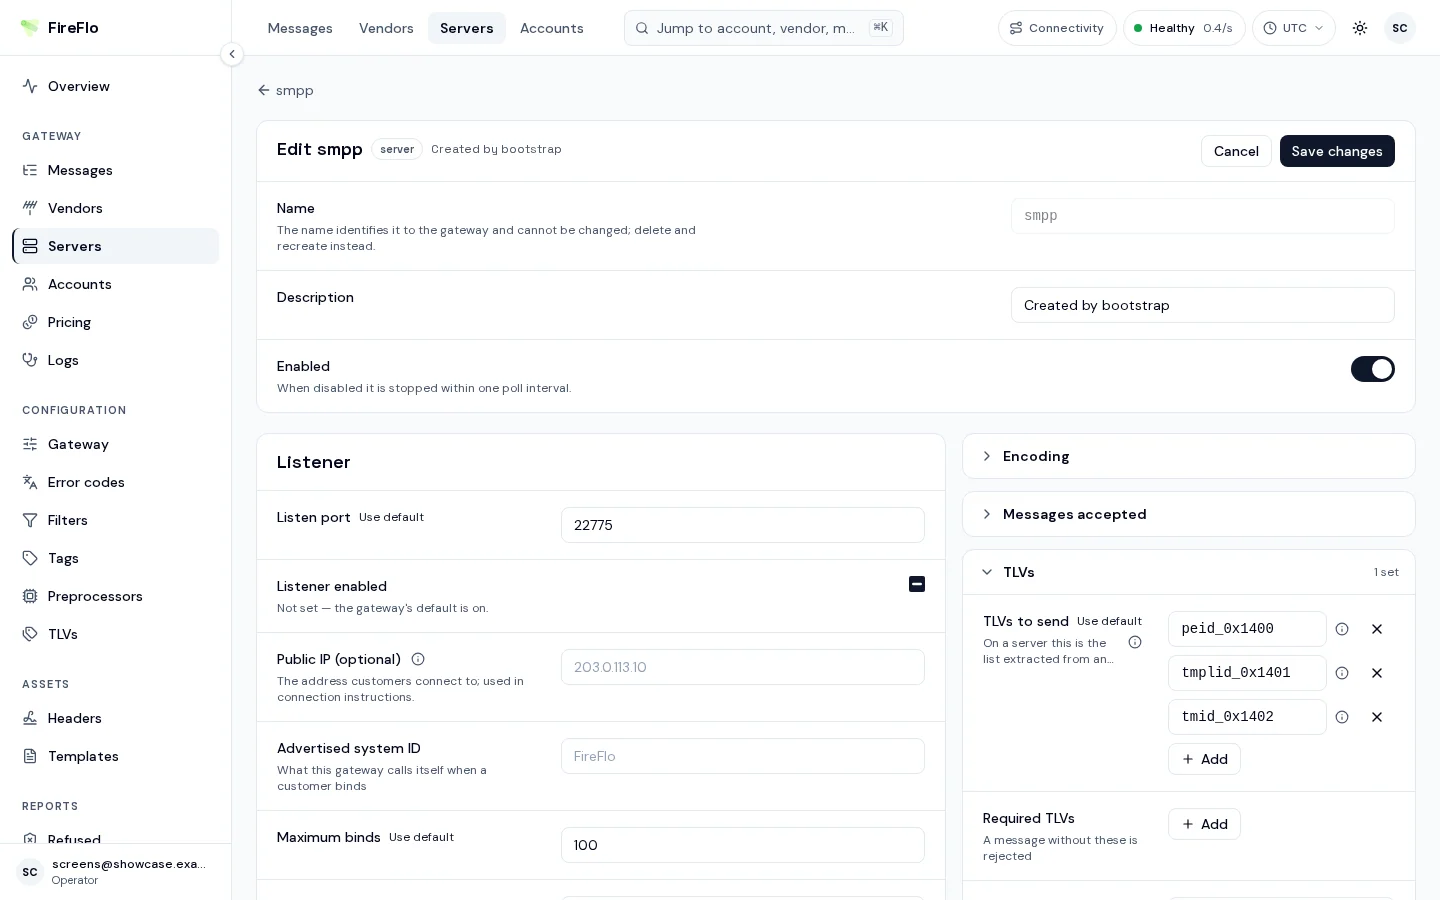 FireFlo
Messages
Vendors
Servers
Accounts
Jump to account, vendor, m...
⌘K
Connectivity
Healthy 0.4/s
UTC
SC
Overview
GATEWAY
Messages
Vendors
Servers
Accounts
Pricing
Logs
CONFIGURATION
Gateway
Error codes
Filters
Tags
Preprocessors
TLVs
ASSETS
Headers
Templates
REPORTS
Refused
SC
screens@showcase.exa...
Operator
smpp
Edit smpp server Created by bootstrap
Cancel
Save changes
Name
The name identifies it to the gateway and cannot be changed; delete and
recreate instead.
smpp
Description
Created by bootstrap
Enabled
When disabled it is stopped within one poll interval.
Listener
Listen port Use default
22775
Listener enabled
Not set — the gateway's default is on.
Public IP (optional)
The address customers connect to; used in
connection instructions.
203.0.113.10
Advertised system ID
What this gateway calls itself when a
customer binds
FireFlo
Maximum binds Use default
100
Encoding
Messages accepted
TLVs
1 set
TLVs to send Use default
On a server this is the
list extracted from an...
peid_0x1400
tmplid_0x1401
tmid_0x1402
Add
Required TLVs
A message without these is
rejected
Add